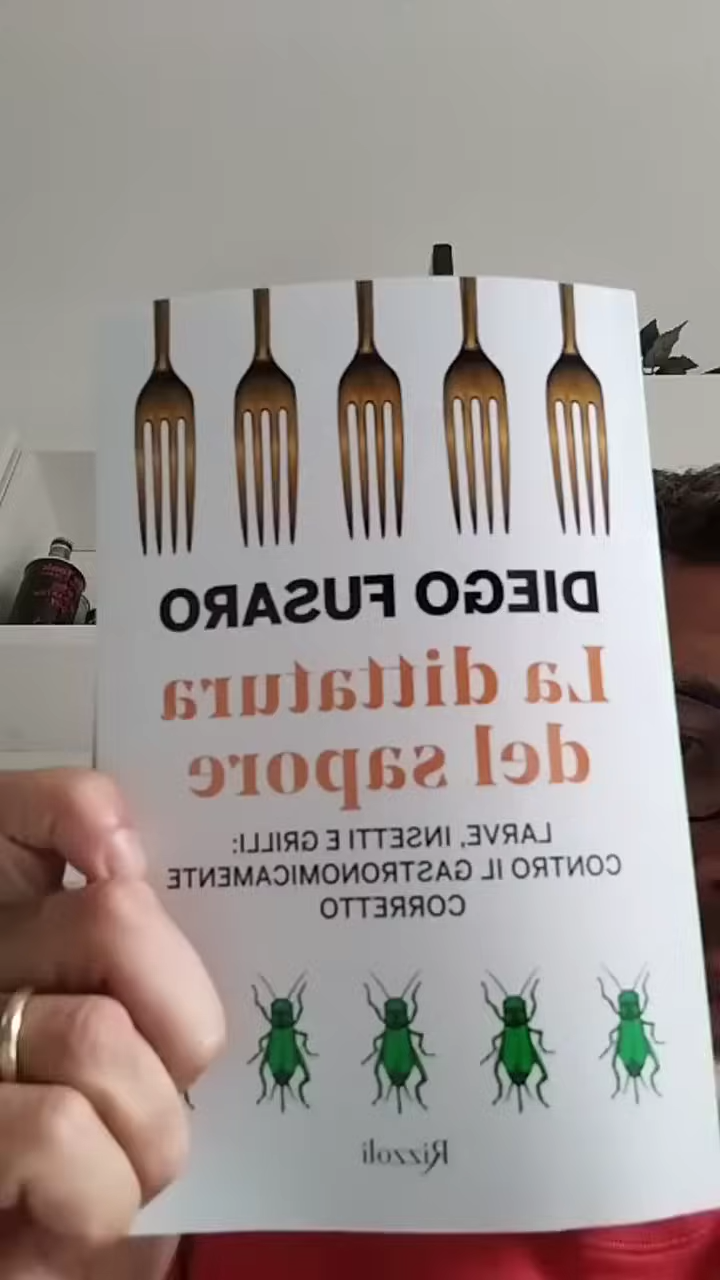 DIEGO FUSARO
La dittatura
del sapore
LARVE, INSETTI E GRILLI:
CONTRO IL GASTRONOMICAMENTE
CORRETTO
Rizzoli